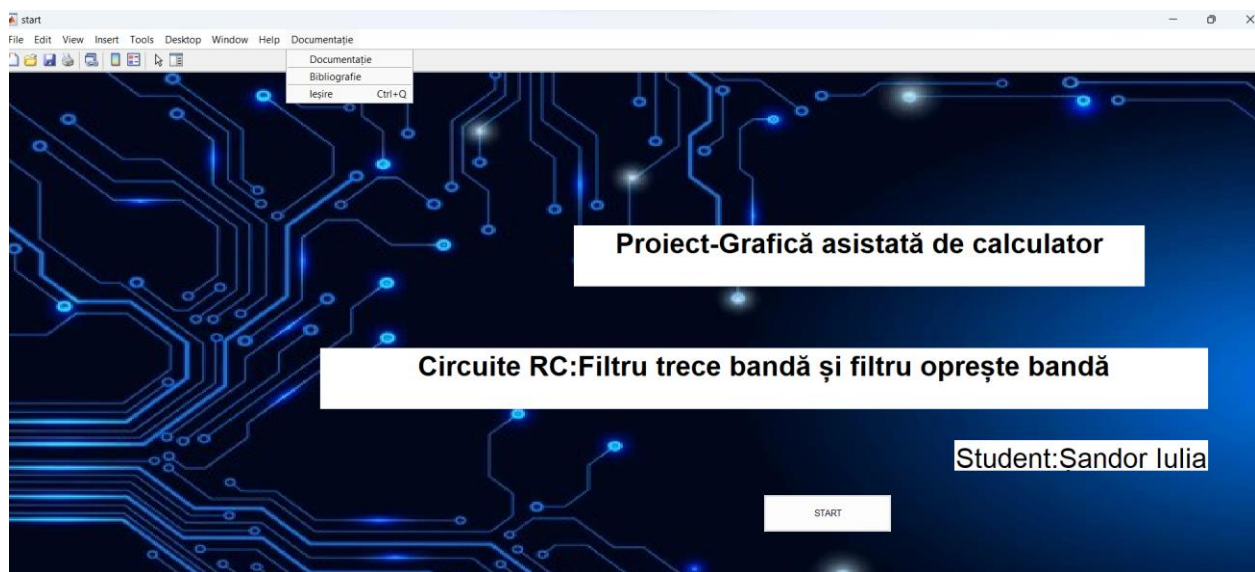 start
File Edit View Insert Tools Desktop Window Help Documentație
Documentație
Bibliografie
Ieșire Ctrl+Q
Proiect-Grafică asistată de calculator
Circuite RC:Filtru trece bandă și filtru oprește bandă
Student:Șandor Iulia
START